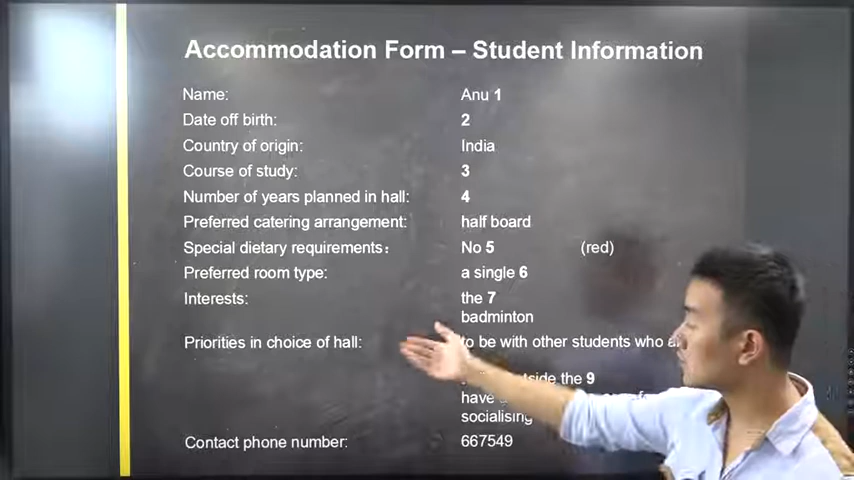 Accommodation Form – Student Information
Name: Anu 1
Date off birth: 2
Country of origin: India
Course of study: 3
Number of years planned in hall: 4
Preferred catering arrangement: half board
Special dietary requirements： No 5 (red)
Preferred room type: a single 6
Interests: the 7
badminton
Priorities in choice of hall: to be with other students who
the 9
have
socialising
Contact phone number: 667549